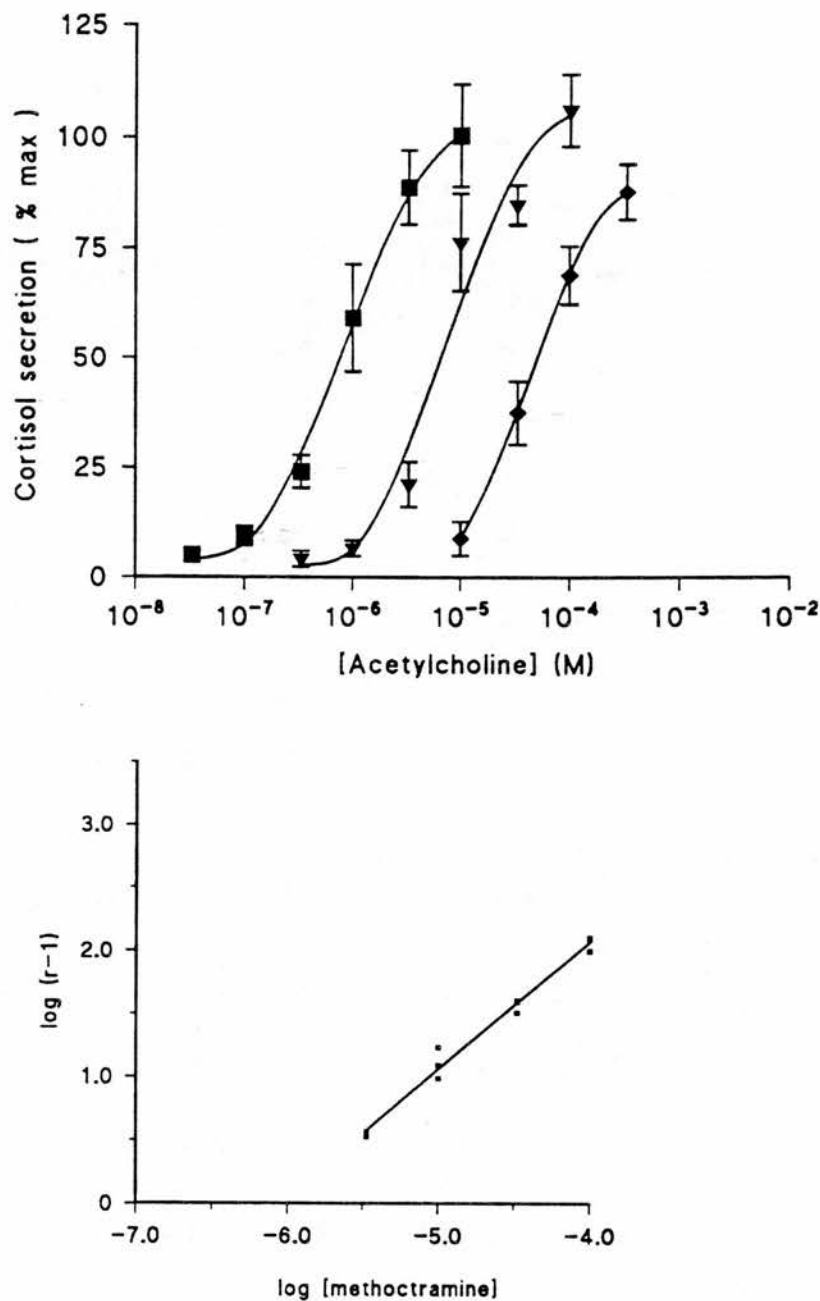 125
100
75
50
25
0
Cortisol secretion ( % max )
10⁻⁸ 10⁻⁷ 10⁻⁶ 10⁻⁵ 10⁻⁴ 10⁻³ 10⁻²
[Acetylcholine] (M)
3.0
2.0
1.0
0
log (r-1)
-7.0 -6.0 -5.0 -4.0
log [methoctramine]